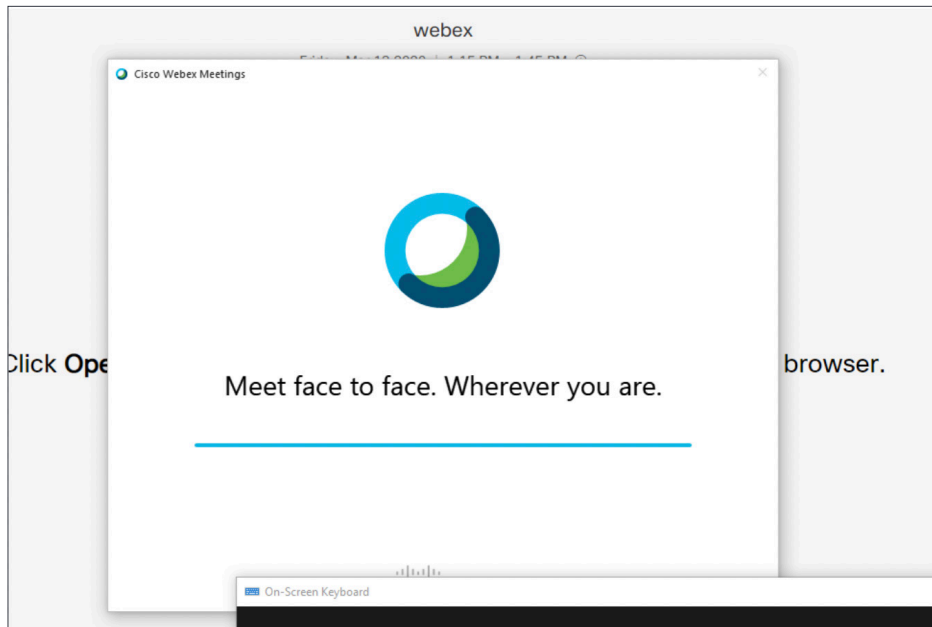 webex
Cisco Webex Meetings
Click Ope
browser.
Meet face to face. Wherever you are.
On-Screen Keyboard